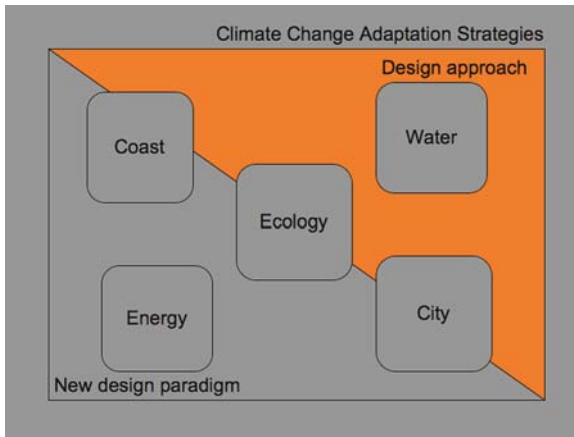 Climate Change Adaptation Strategies
Design approach
Coast
Water
Ecology
Energy
City
New design paradigm